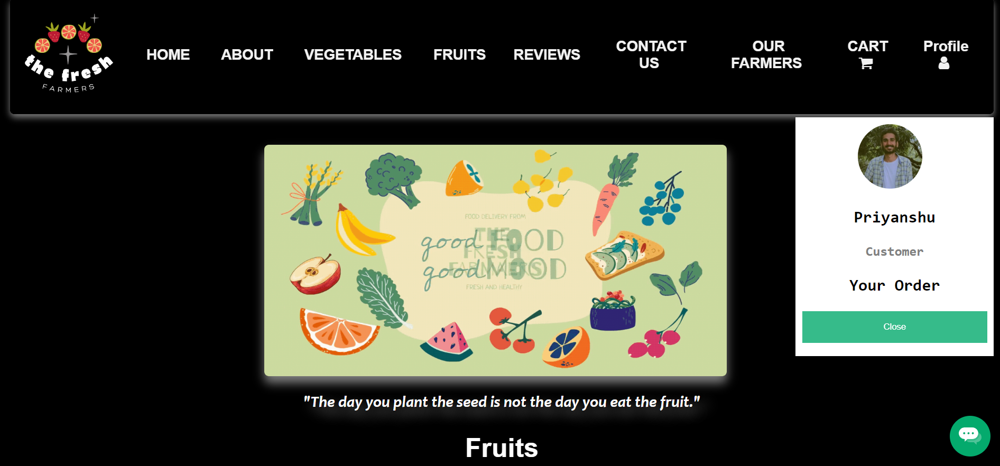 the fresh
FARMERS
HOME
ABOUT
VEGETABLES
FRUITS
REVIEWS
CONTACT
US
OUR
FARMERS
CART
Profile
FOOD DELIVERY FROM
THE
FRESH
FARMERS
good FOOD
good MOOD
FRESH AND HEALTHY
Priyanshu
Customer
Your Order
Close
"The day you plant the seed is not the day you eat the fruit."
Fruits